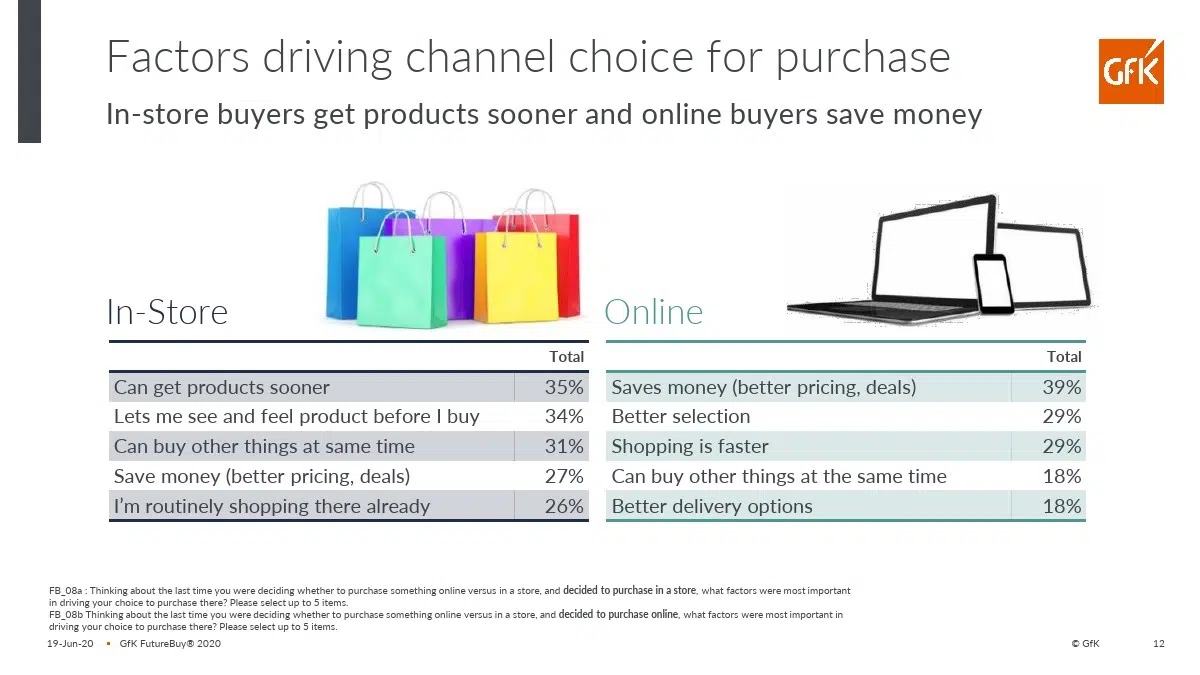 Factors driving channel choice for purchase
In-store buyers get products sooner and online buyers save money
GfK
In-Store
Total
Can get products sooner 35%
Lets me see and feel product before I buy 34%
Can buy other things at same time 31%
Save money (better pricing, deals) 27%
I’m routinely shopping there already 26%
Online
Total
Saves money (better pricing, deals) 39%
Better selection 29%
Shopping is faster 29%
Can buy other things at the same time 18%
Better delivery options 18%
FB_08a : Thinking about the last time you were deciding whether to purchase something online versus in a store, and decided to purchase in a store, what factors were most important
in driving your choice to purchase there? Please select up to 5 items.
FB_08b Thinking about the last time you were deciding whether to purchase something online versus in a store, and decided to purchase online, what factors were most important in
driving your choice to purchase there? Please select up to 5 items.
19-Jun-20 • GfK FutureBuy® 2020 © GfK 12